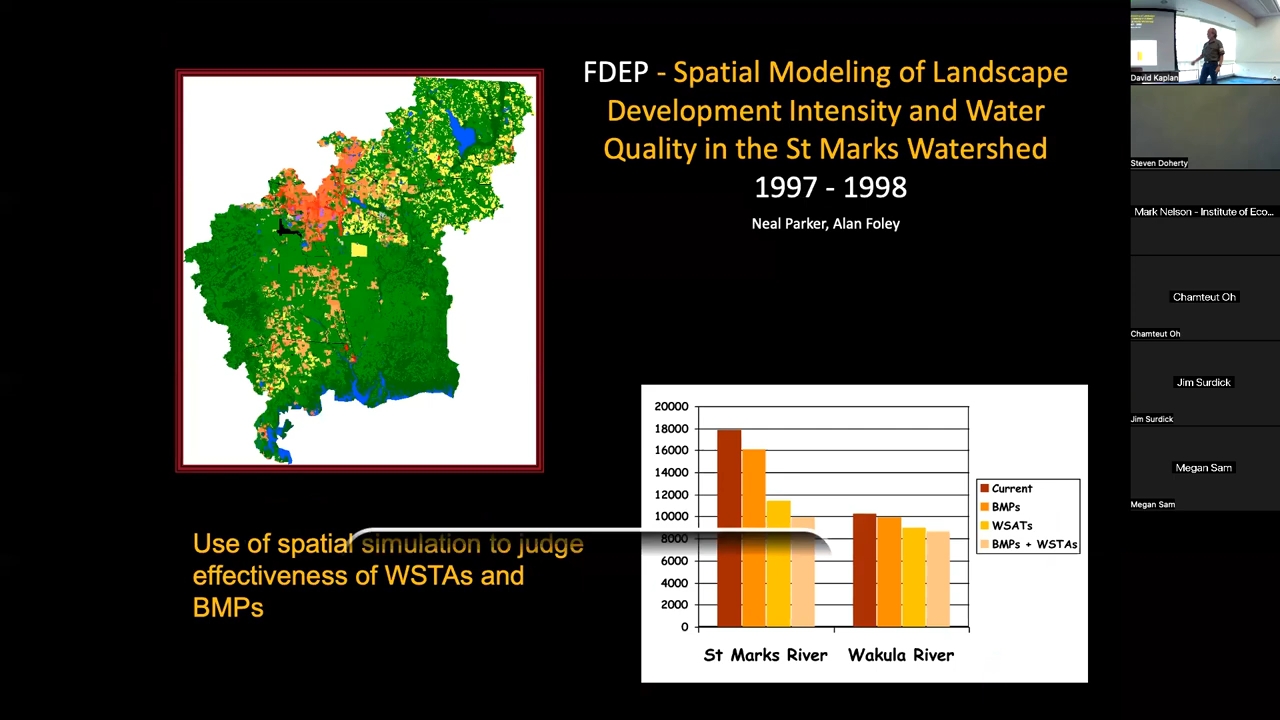 FDEP - Spatial Modeling of Landscape
Development Intensity and Water
Quality in the St Marks Watershed
1997 - 1998
Neal Parker, Alan Foley
Use of spatial simulation to judge
effectiveness of WSTAs and
BMPs
20000
18000
16000
14000
12000
10000
8000
6000
4000
2000
0
St Marks River
Wakula River
Current
BMPs
WSATs
BMPs + WSTAs
David Kaplan
Steven Doherty
Mark Nelson - Institute of Eco...
Chamteut Oh
Chamteut Oh
Jim Surdick
Jim Surdick
Megan Sam
Megan Sam